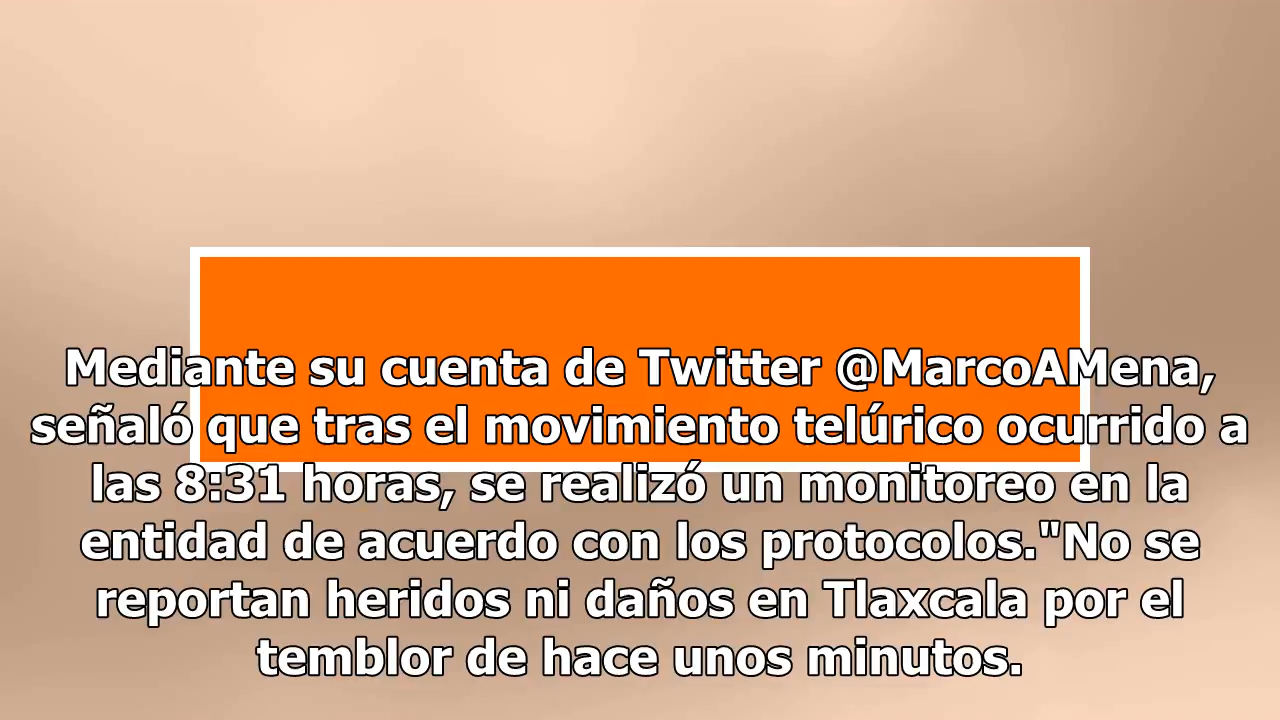 Mediante su cuenta de Twitter @MarcoAMena,
señaló que tras el movimiento telúrico ocurrido a
las 8:31 horas, se realizó un monitoreo en la
entidad de acuerdo con los protocolos."No se
reportan heridos ni daños en Tlaxcala por el
temblor de hace unos minutos.